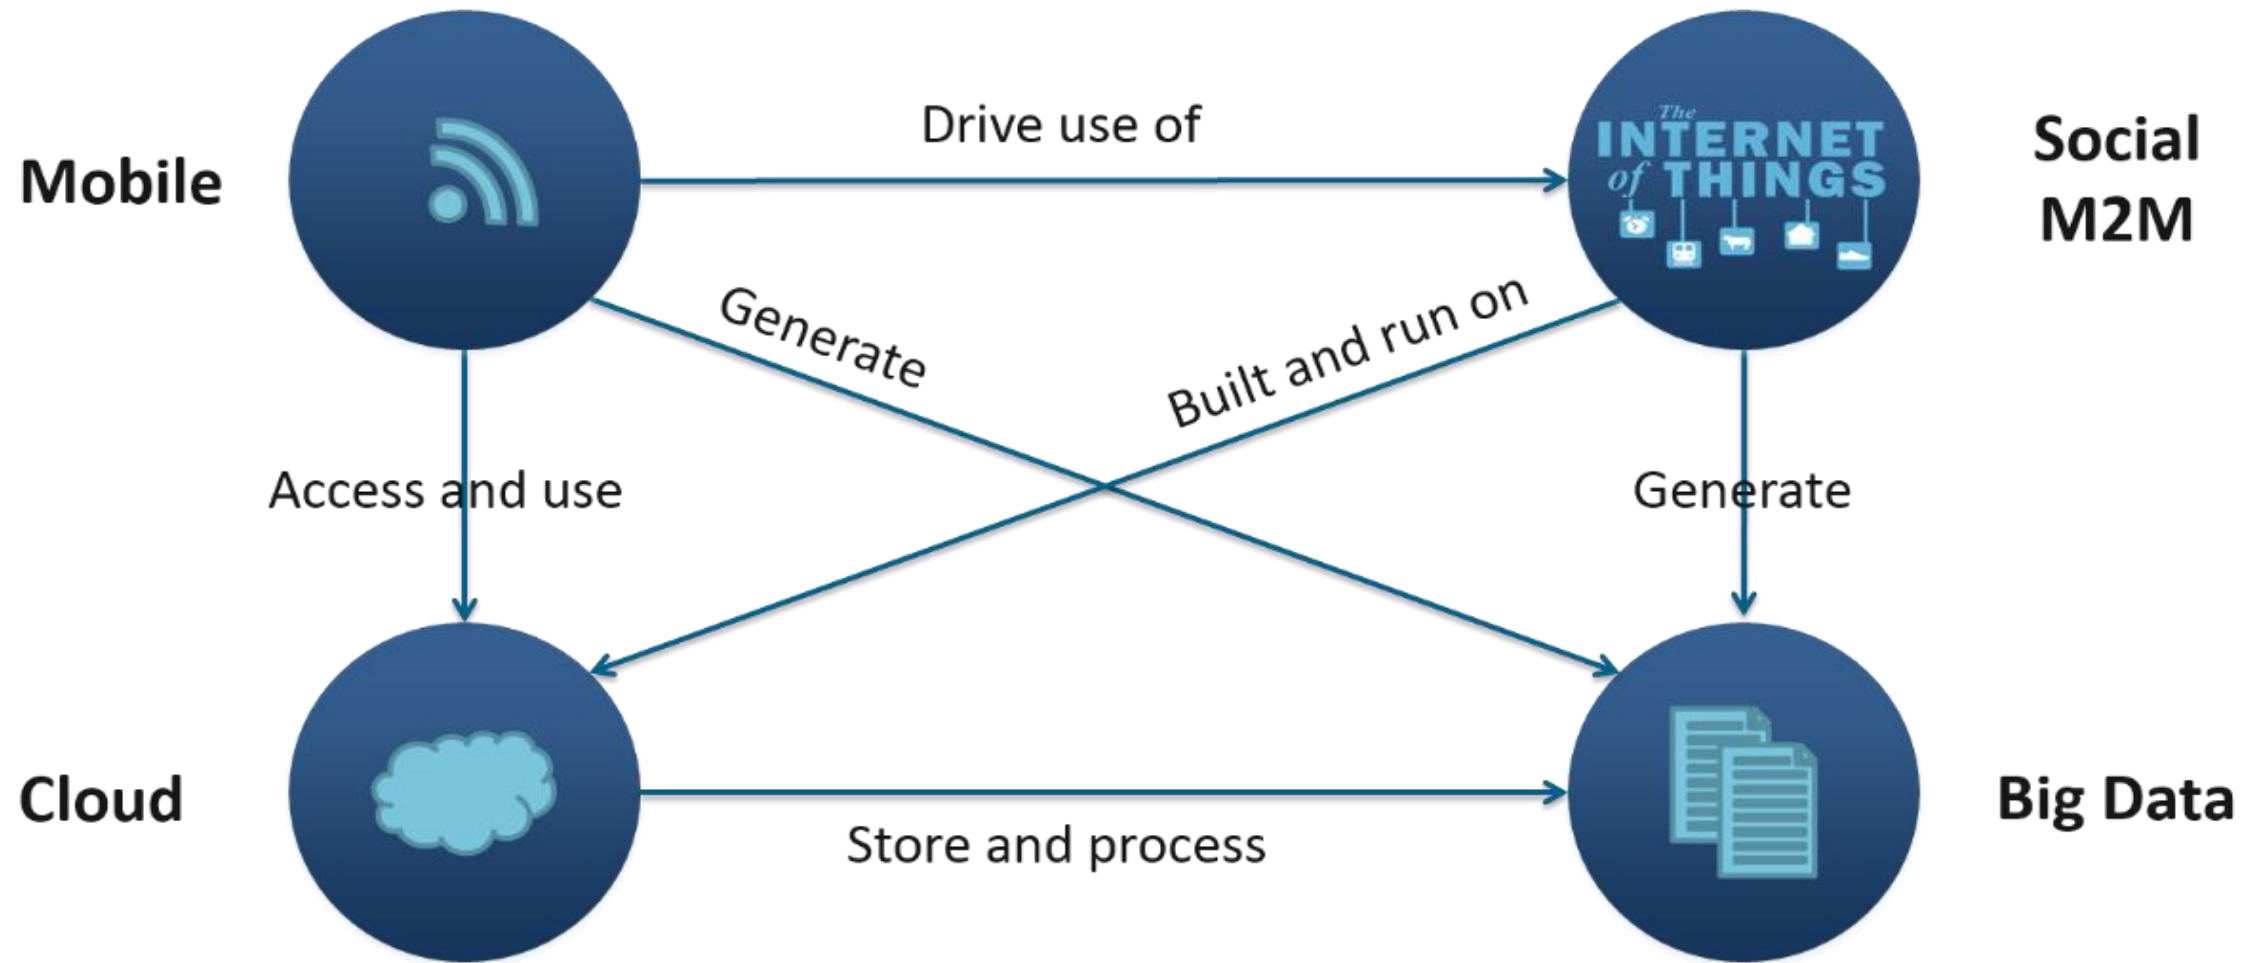 Mobile
Drive use of
The
INTERNET
of THINGS
Social
M2M
Generate
Built and run on
Access and use
Generate
Cloud
Store and process
Big Data